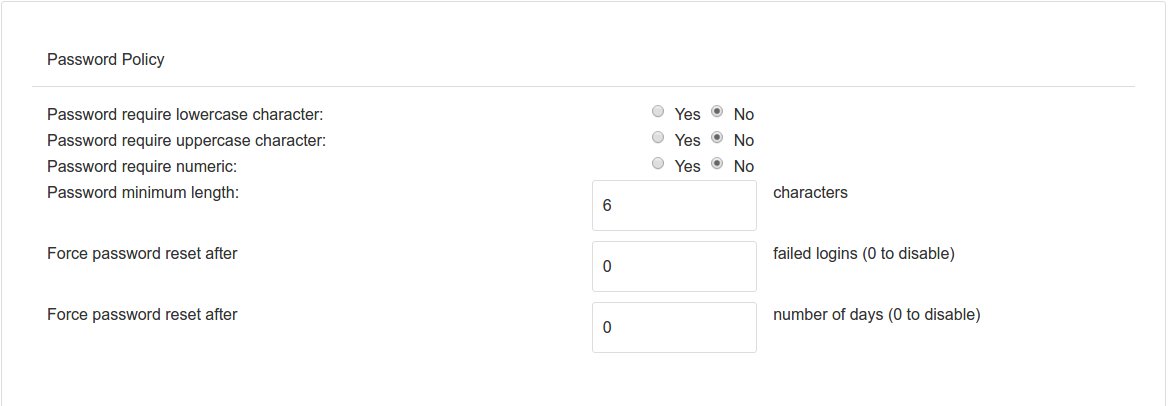 Password Policy
Password require lowercase character: Yes No
Password require uppercase character: Yes No
Password require numeric: Yes No
Password minimum length: 6 characters
Force password reset after 0 failed logins (0 to disable)
Force password reset after 0 number of days (0 to disable)